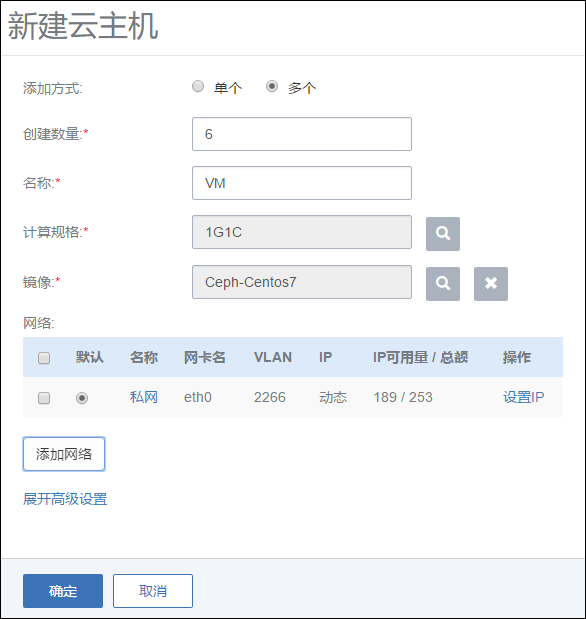 新建云主机
添加方式: 单个 多个
创建数量:* 6
名称:* VM
计算规格:* 1G1C
镜像:* Ceph-Centos7
网络:
默认 名称 网卡名 VLAN IP IP可用量 / 总额 操作
私网 eth0 2266 动态 189 / 253 设置IP
添加网络
展开高级设置
确定 取消